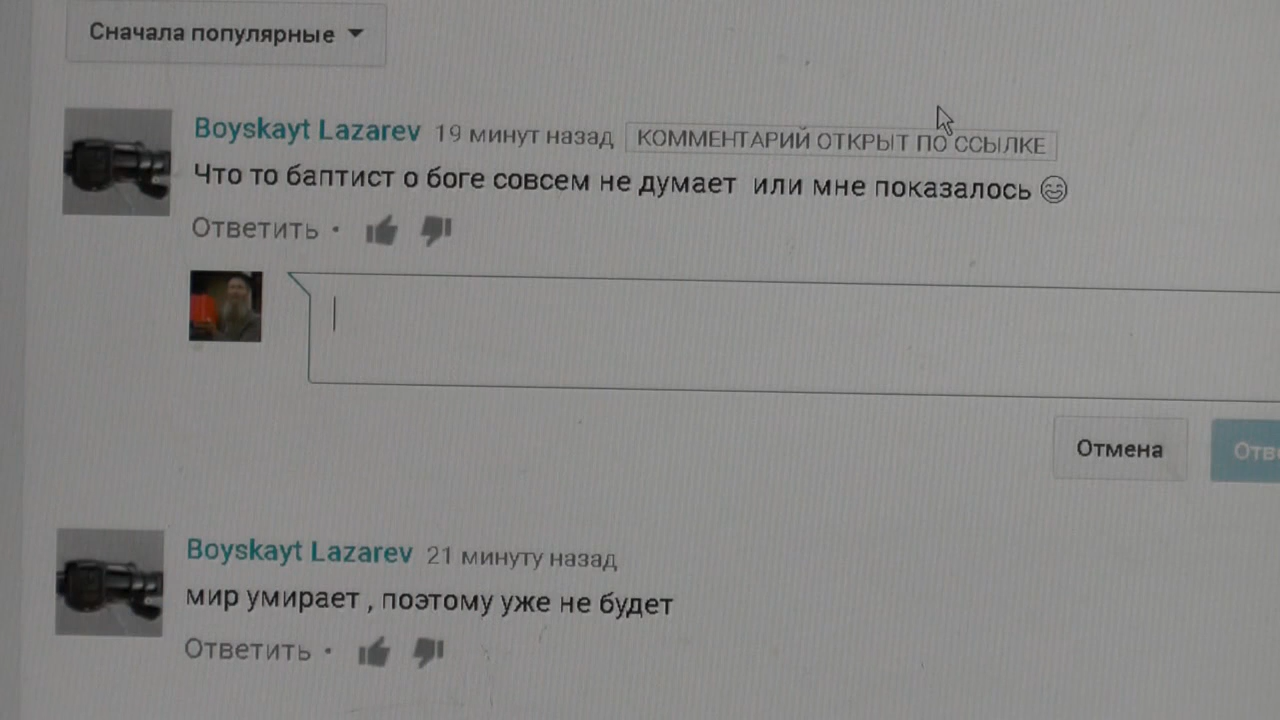 Сначала популярные
Boyskayt Lazarev 19 минут назад КОММЕНТАРИЙ ОТКРЫТ ПО ССЫЛКЕ
Что то баптист о боге совсем не думает или мне показалось 😄
Ответить •
Отмена
Boyskayt Lazarev 21 минуту назад
мир умирает , поэтому уже не будет
Ответить •